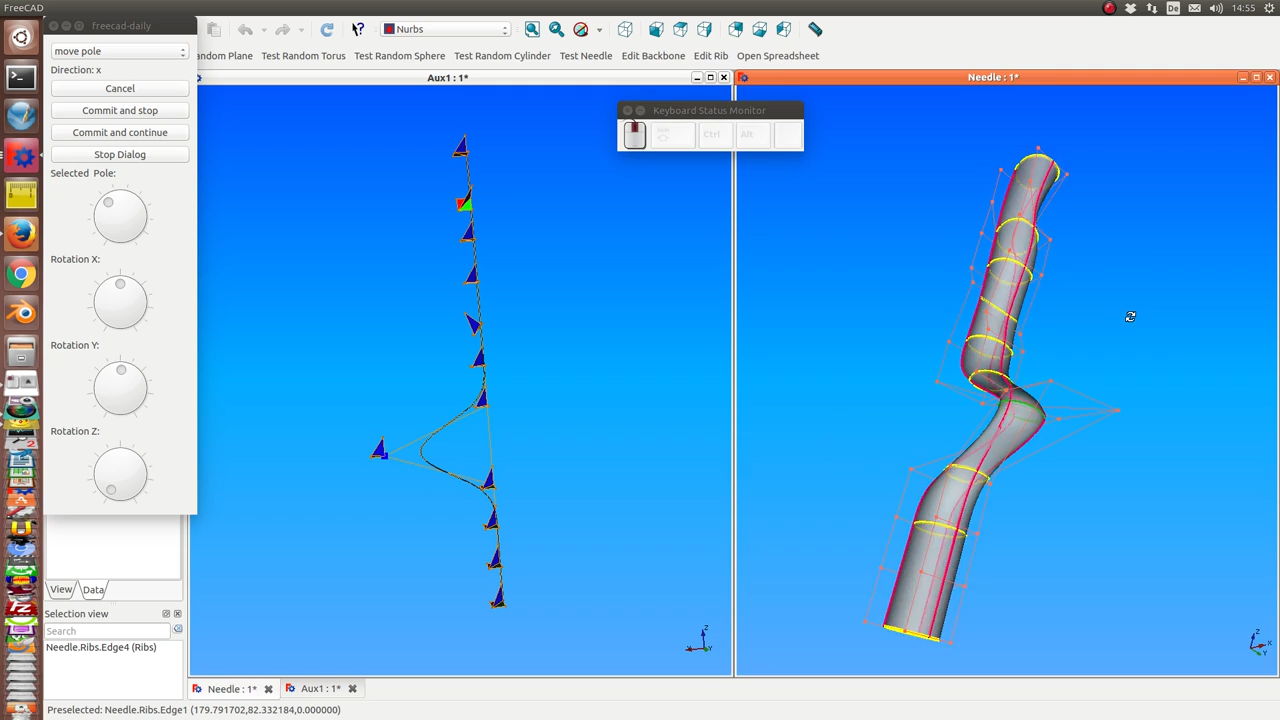 FreeCAD
De
14:55
freecad-daily
Nurbs
move pole
andom Plane
Test Random Torus
Test Random Sphere
Test Random Cylinder
Edit Backbone
Edit Rib
Open Spreadsheet
Direction: x
Aux1 : 1*
Needle : 1*
Cancel
Commit and stop
Keyboard Status Monitor
Commit and continue
Ctrl
Alt
Stop Dialog
Selected Pole:
Rotation X:
Rotation Y:
Rotation Z:
View
Data
Selection view
Search
Needle.Ribs.Edge4 (Ribs)
Z
X
Y
Z
X
Y
Needle : 1*
Aux1 : 1*
Preselected: Needle.Ribs.Edge1 (179.791702,82.332184,0.000000)